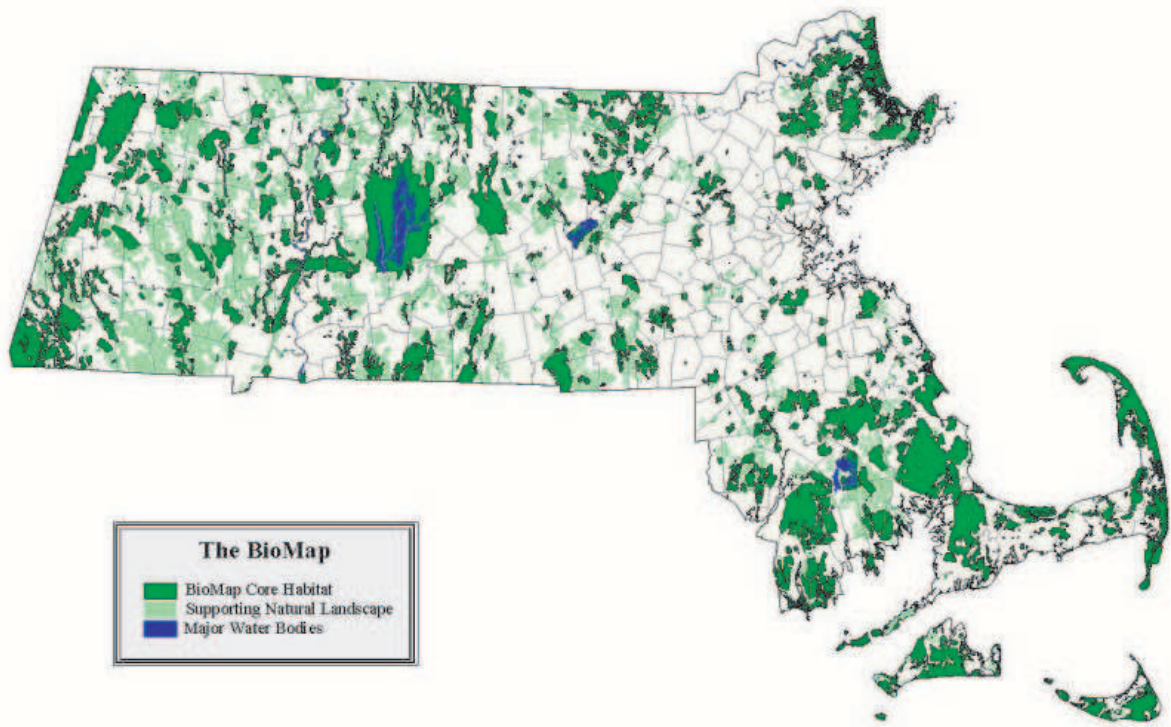 The BioMap
BioMap Core Habitat
Supporting Natural Landscape
Major Water Bodies